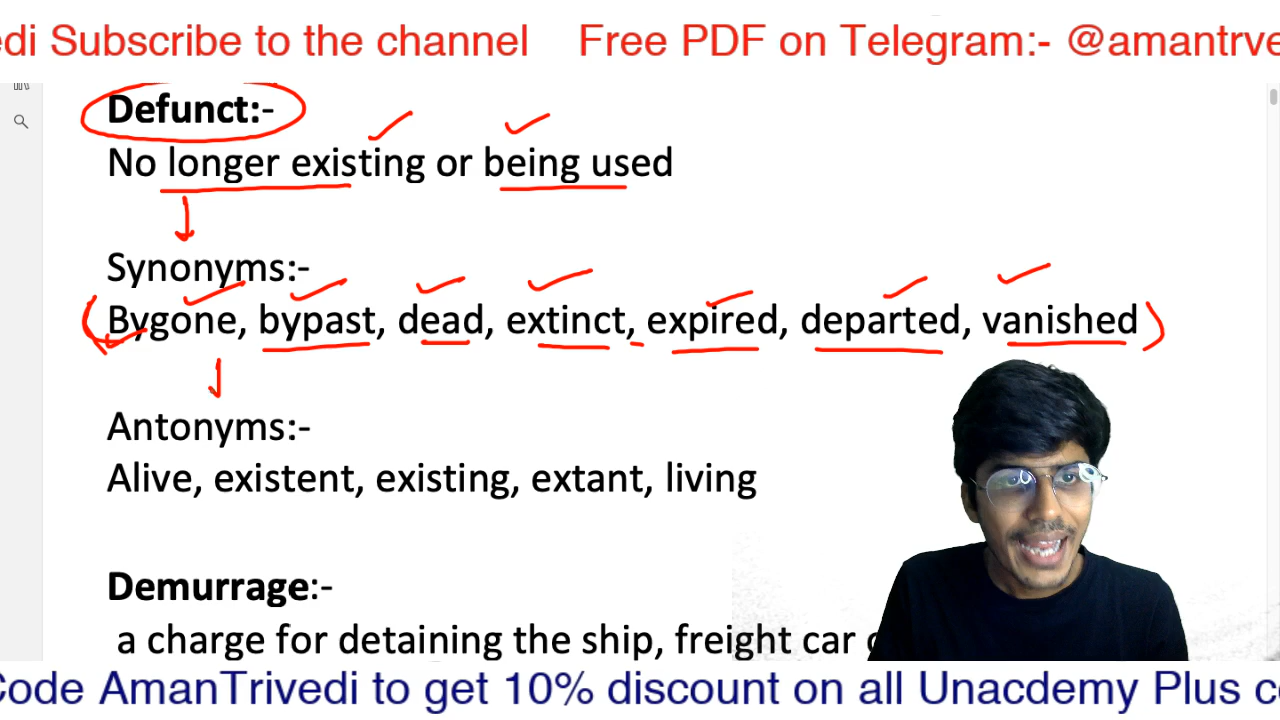 edi Subscribe to the channel Free PDF on Telegram:- @amantrve
Defunct:-
No longer existing or being used
Synonyms:-
Bygone, bypast, dead, extinct, expired, departed, vanished
Antonyms:-
Alive, existent, existing, extant, living
Demurrage:-
a charge for detaining the ship, freight car
Code AmanTrivedi to get 10% discount on all Unacdemy Plus c